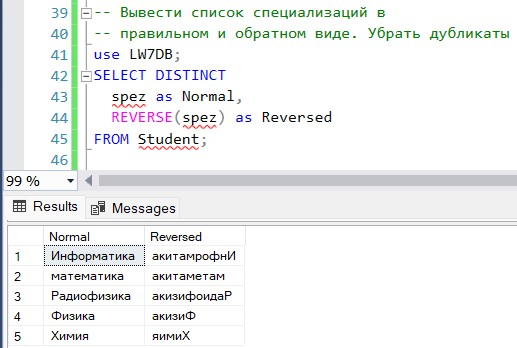 39 -- Вывести список специализаций в
40 -- правильном и обратном виде. Убрать дубликаты
41 use LW7DB;
42 SELECT DISTINCT
43 spez as Normal,
44 REVERSE(spez) as Reversed
45 FROM Student;
46
99 %
Results Messages
Normal Reversed
1 Информатика акитамрофнИ
2 математика акитаметам
3 Радиофизика акизифоидаР
4 Физика акизиФ
5 Химия яимиХ